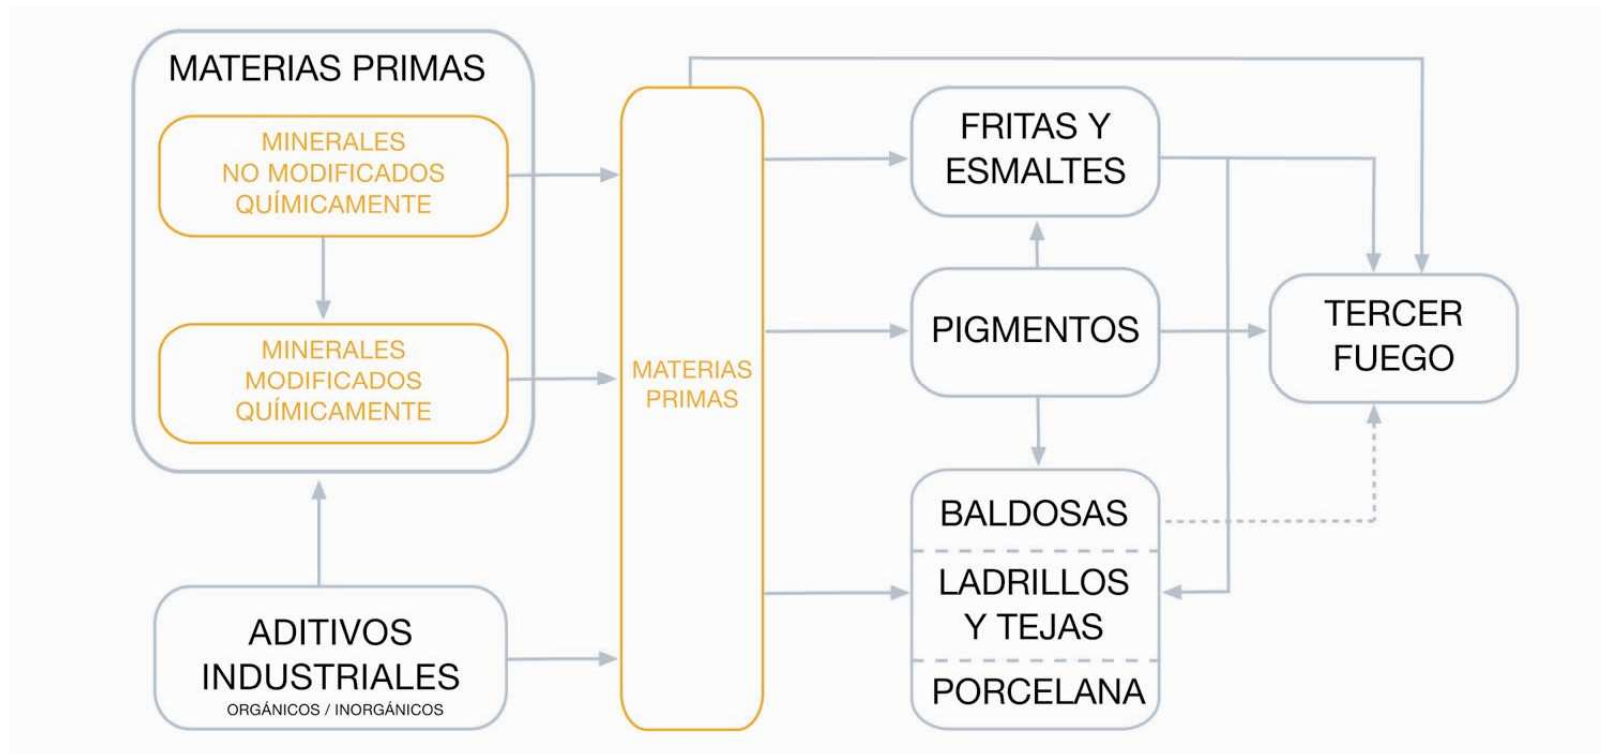 MATERIAS PRIMAS
MINERALES
NO MODIFICADOS
QUÍMICAMENTE
MINERALES
MODIFICADOS
QUÍMICAMENTE
ADITIVOS
INDUSTRIALES
ORGÁNICOS / INORGÁNICOS
MATERIAS
PRIMAS
FRITAS Y
ESMALTES
PIGMENTOS
BALDOSAS
LADRILLOS
Y TEJAS
PORCELANA
TERCER
FUEGO